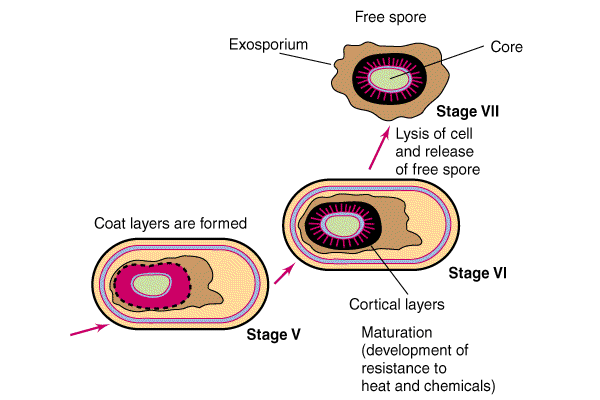 Free spore
Exosporium
Core
Stage VII
Lysis of cell
and release
of free spore
Coat layers are formed
Stage VI
Cortical layers
Stage V
Maturation
(development of
resistance to
heat and chemicals)